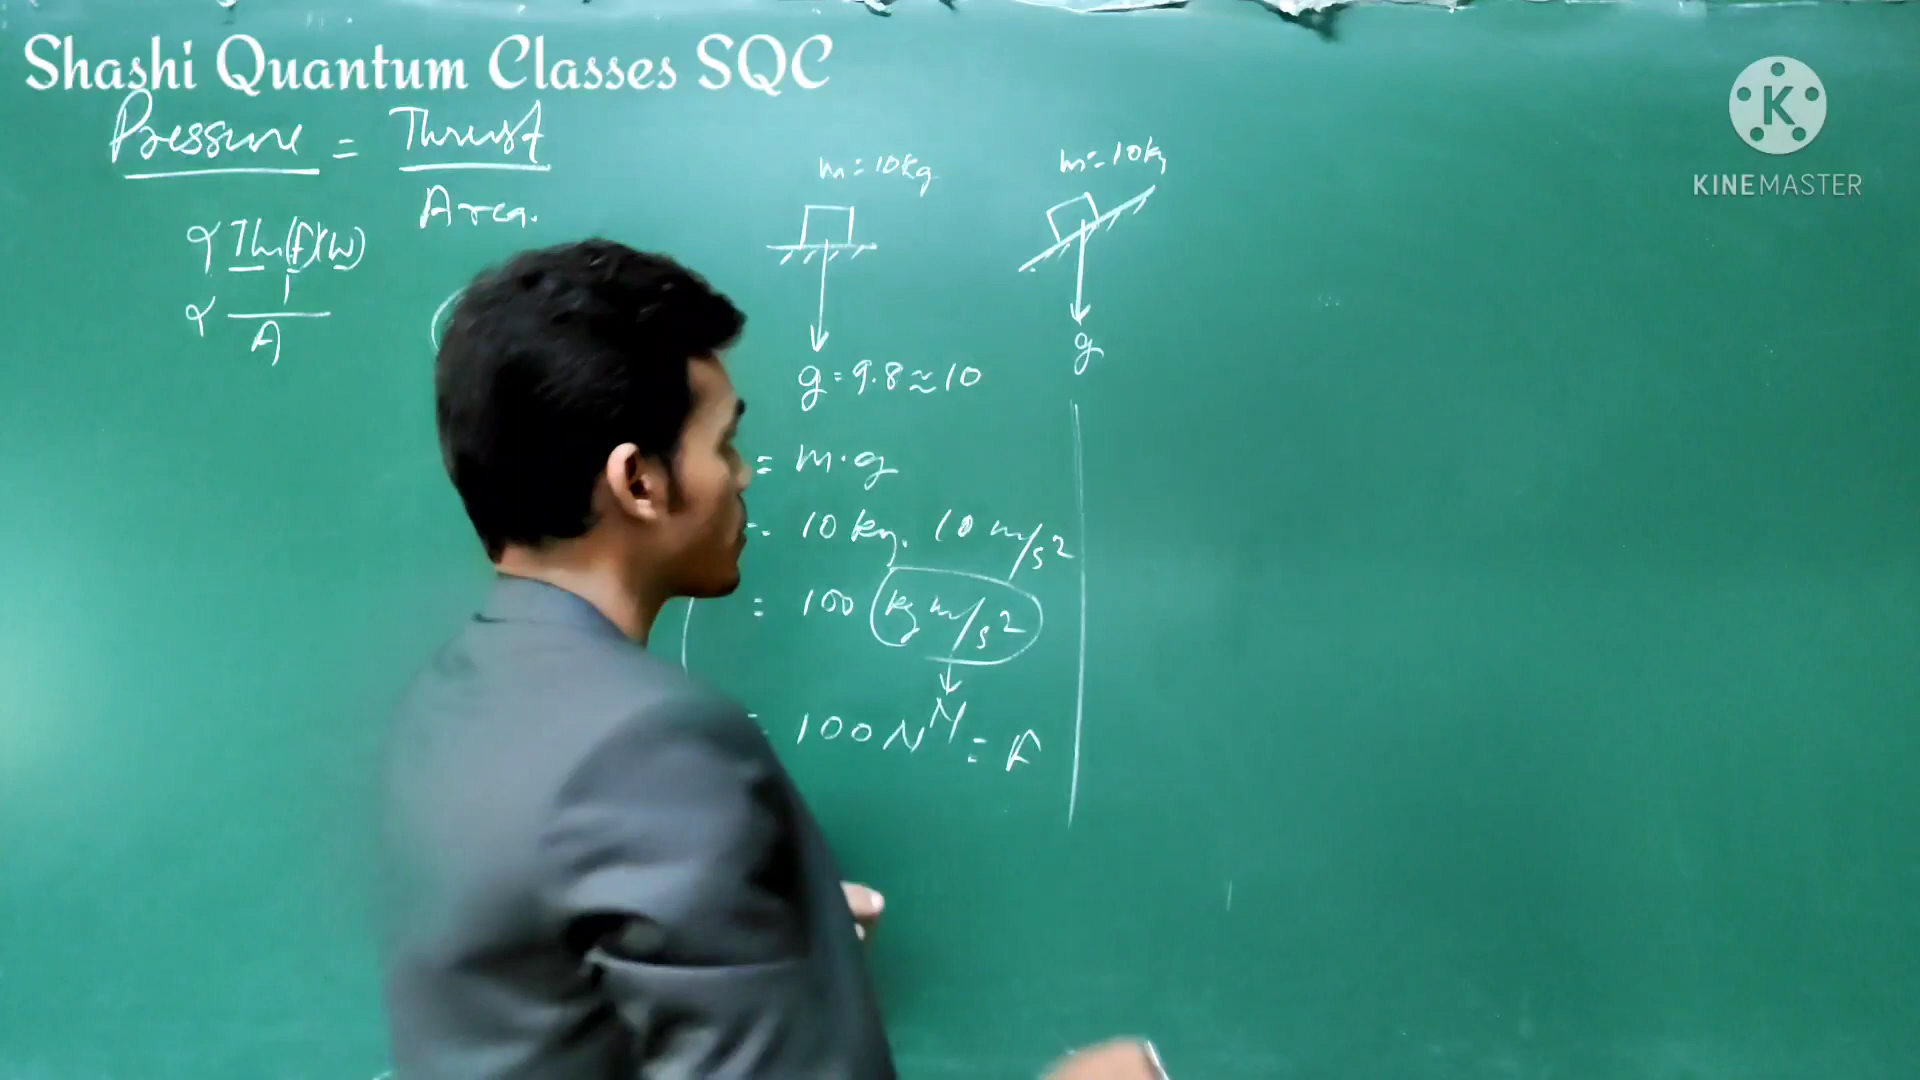 Shashi Quantum Classes SQC
KINEMASTER
Pressure = Thrust
Area.
α Thr(F)(W)
α 1
A
m = 10kg
g = 9.8 ≈ 10
m = 10kg
g
= m · g
= 10 kg. 10 m/s²
= 100 kg m/s²
N
= 100 N = F